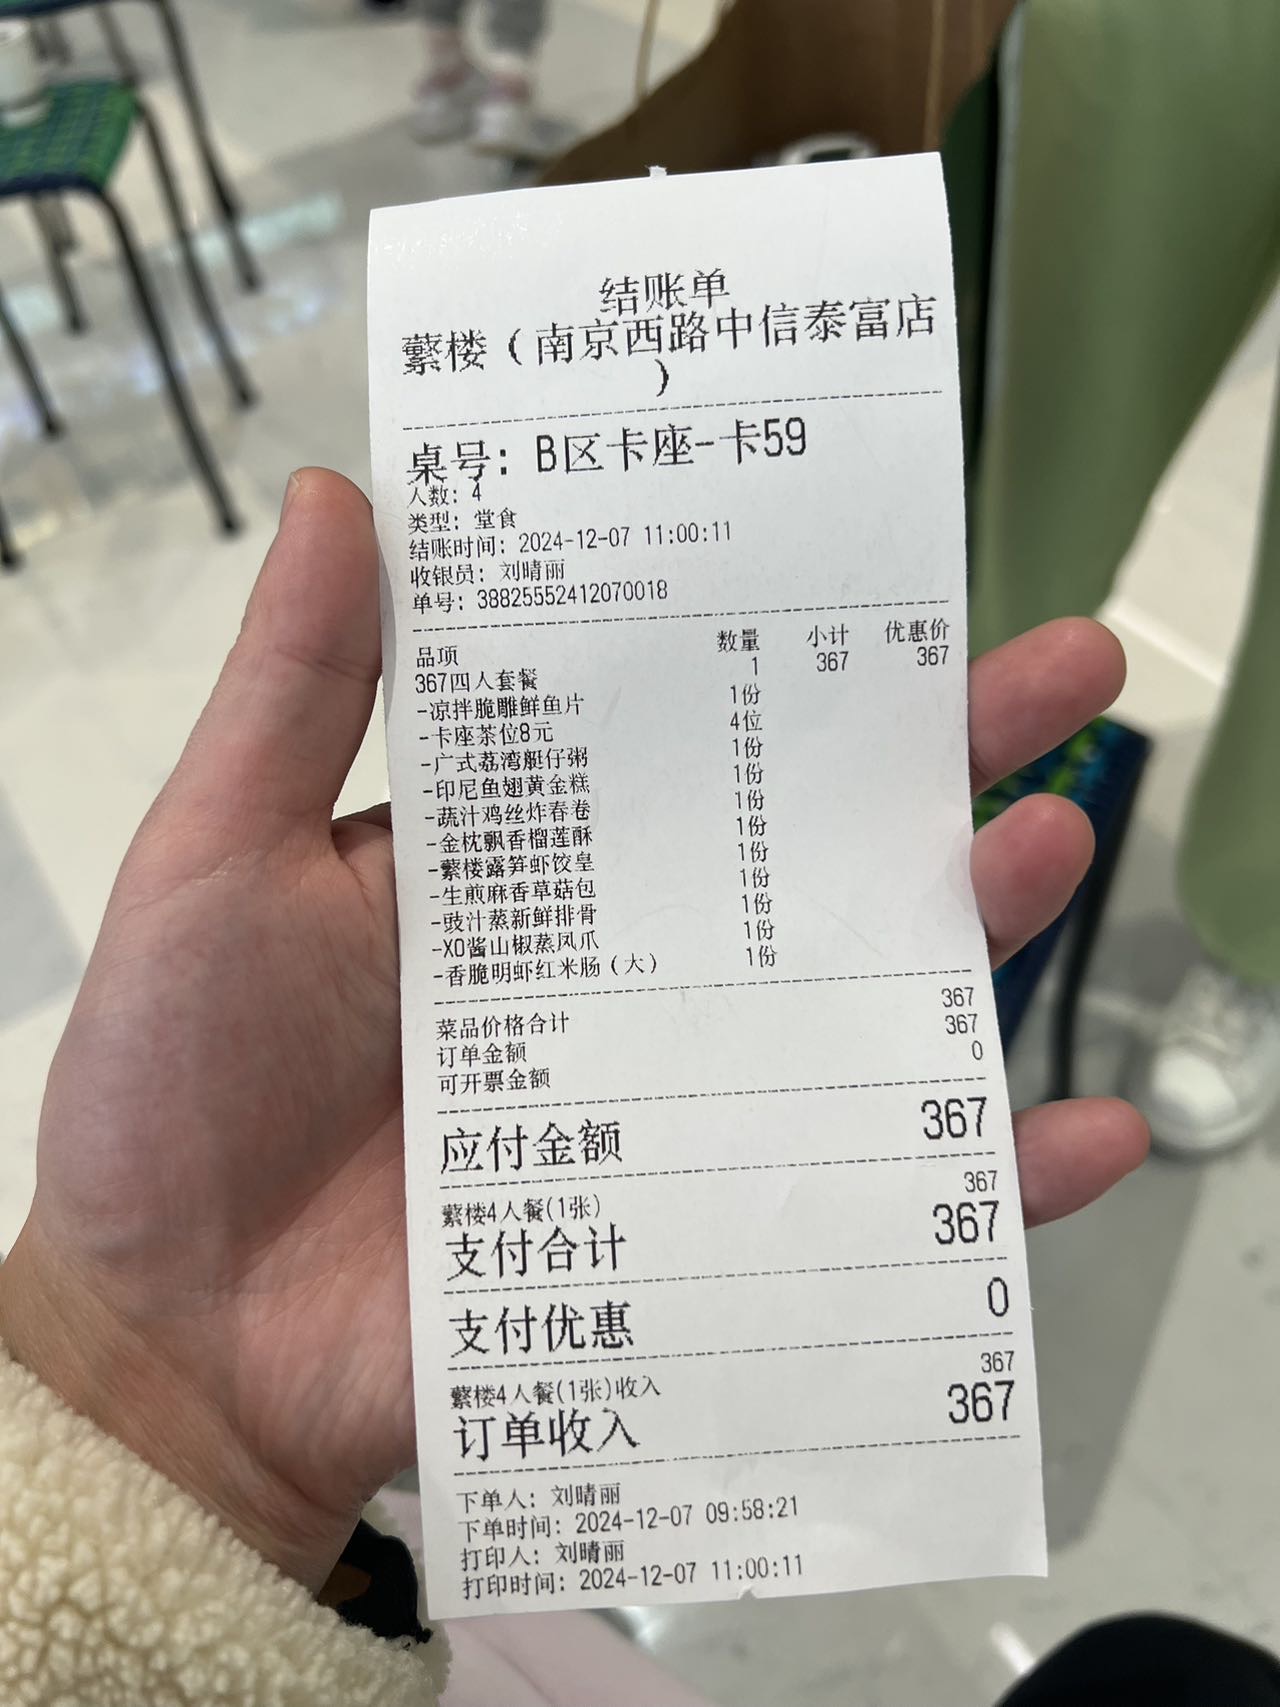 结账单
蘩楼（南京西路中信泰富店
）
桌号：B区卡座-卡59
人数：4
类型：堂食
结账时间：2024-12-07 11:00:11
收银员：刘晴丽
单号：38825552412070018
品项 数量 小计 优惠价
367四人套餐 1 367 367
-凉拌脆雕鲜鱼片 1份
-卡座茶位8元 4位
-广式荔湾艇仔粥 1份
-印尼鱼翅黄金糕 1份
-蔬汁鸡丝炸春卷 1份
-金枕飘香榴莲酥 1份
-蘩楼露笋虾饺皇 1份
-生煎麻香草菇包 1份
-豉汁蒸新鲜排骨 1份
-XO酱山椒蒸凤爪 1份
-香脆明虾红米肠（大） 1份
菜品价格合计 367
订单金额 367
可开票金额 0
应付金额 367
蘩楼4人餐(1张) 367
支付合计 367
支付优惠 0
蘩楼4人餐(1张)收入 367
订单收入 367
下单人：刘晴丽
下单时间：2024-12-07 09:58:21
打印人：刘晴丽
打印时间：2024-12-07 11:00:11